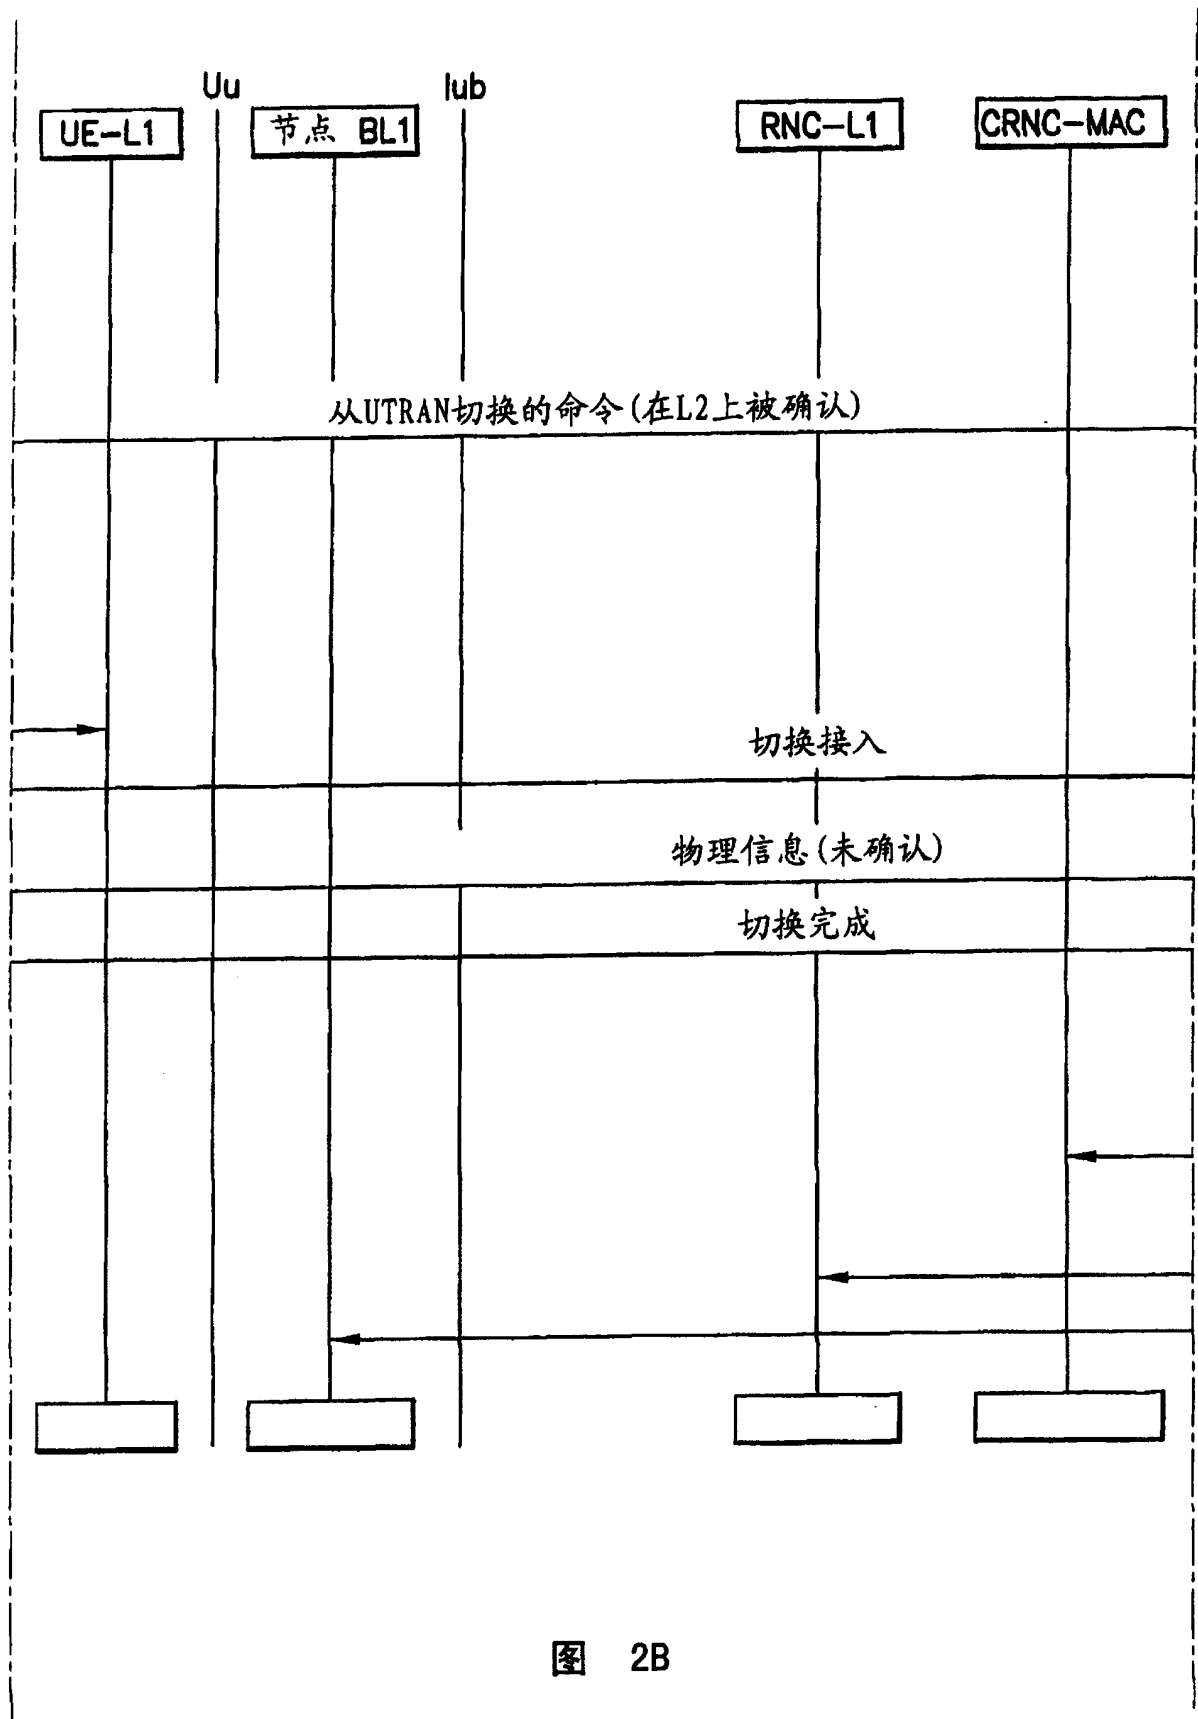 Uu
Iub
UE-L1
节点 BL1
RNC-L1
CRNC-MAC
从UTRAN切换的命令(在L2上被确认)
切换接入
物理信息(未确认)
切换完成
图 2B